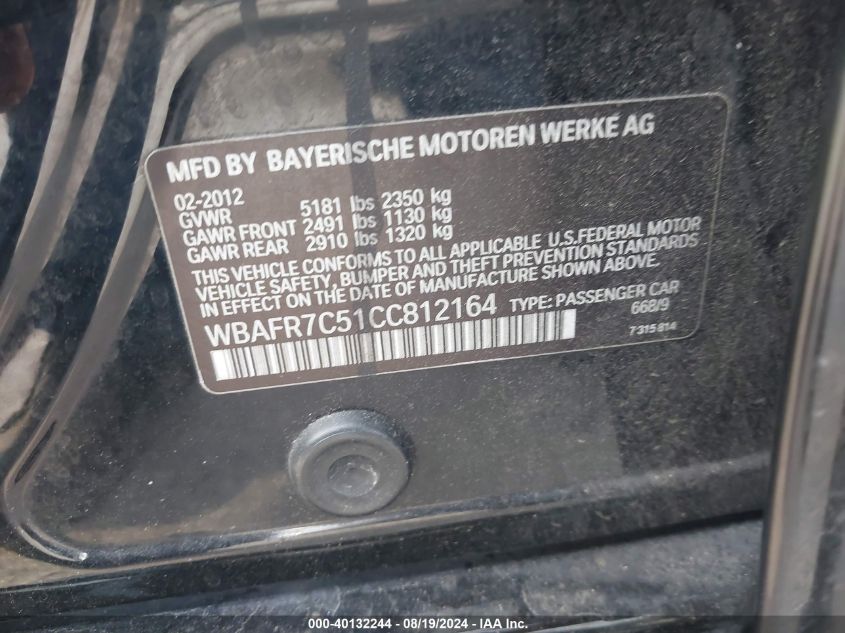 MFD BY BAYERISCHE MOTOREN WERKE AG
02-2012
GVWR 5181 lbs 2350 kg
GAWR FRONT 2491 lbs 1130 kg
GAWR REAR 2910 lbs 1320 kg
THIS VEHICLE CONFORMS TO ALL APPLICABLE U.S.FEDERAL MOTOR
VEHICLE SAFETY, BUMPER AND THEFT PREVENTION STANDARDS
IN EFFECT ON THE DATE OF MANUFACTURE SHOWN ABOVE.
WBAFR7C51CC812164 TYPE: PASSENGER CAR
668/9
7 315 814
000-40132244 - 08/19/2024 - IAA, Inc.